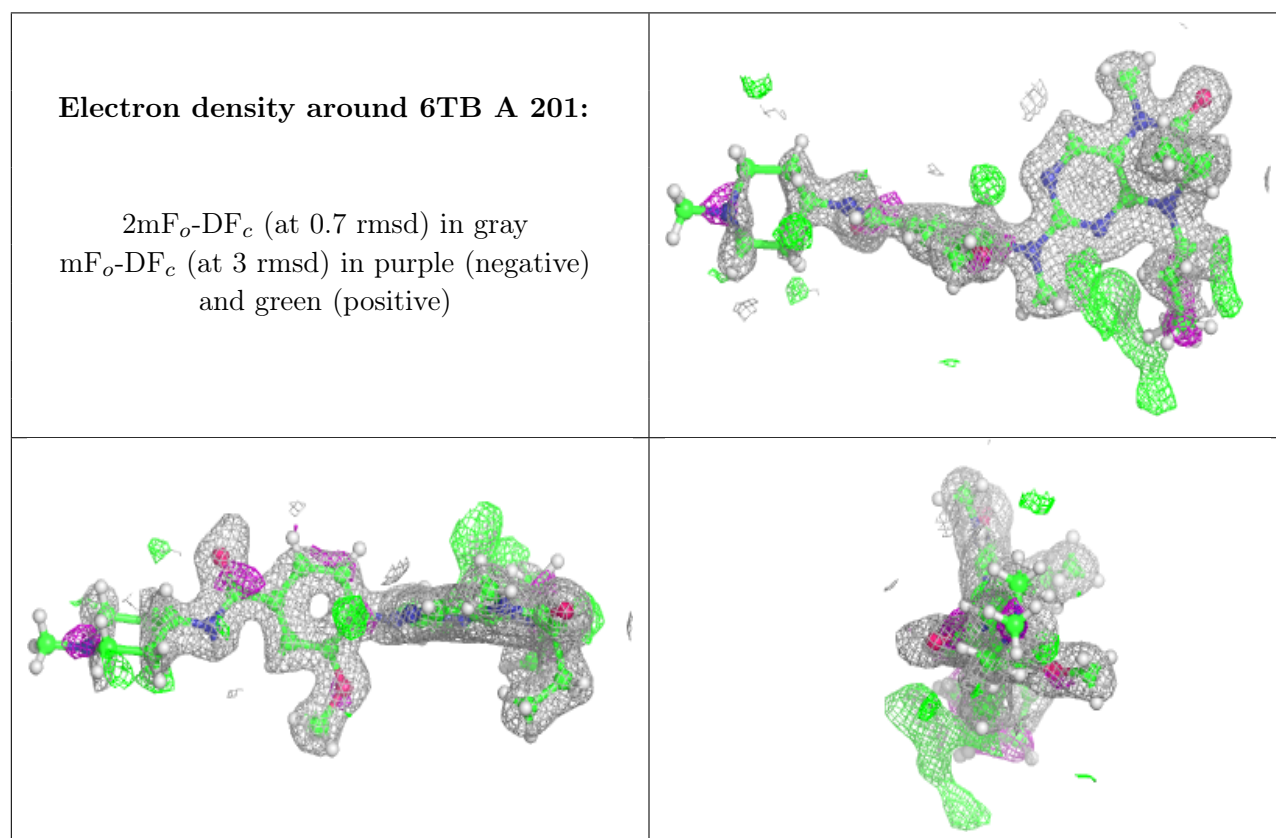 Electron density around 6TB A 201:
2mFₒ-DF𝒸 (at 0.7 rmsd) in gray
mFₒ-DF𝒸 (at 3 rmsd) in purple (negative)
and green (positive)